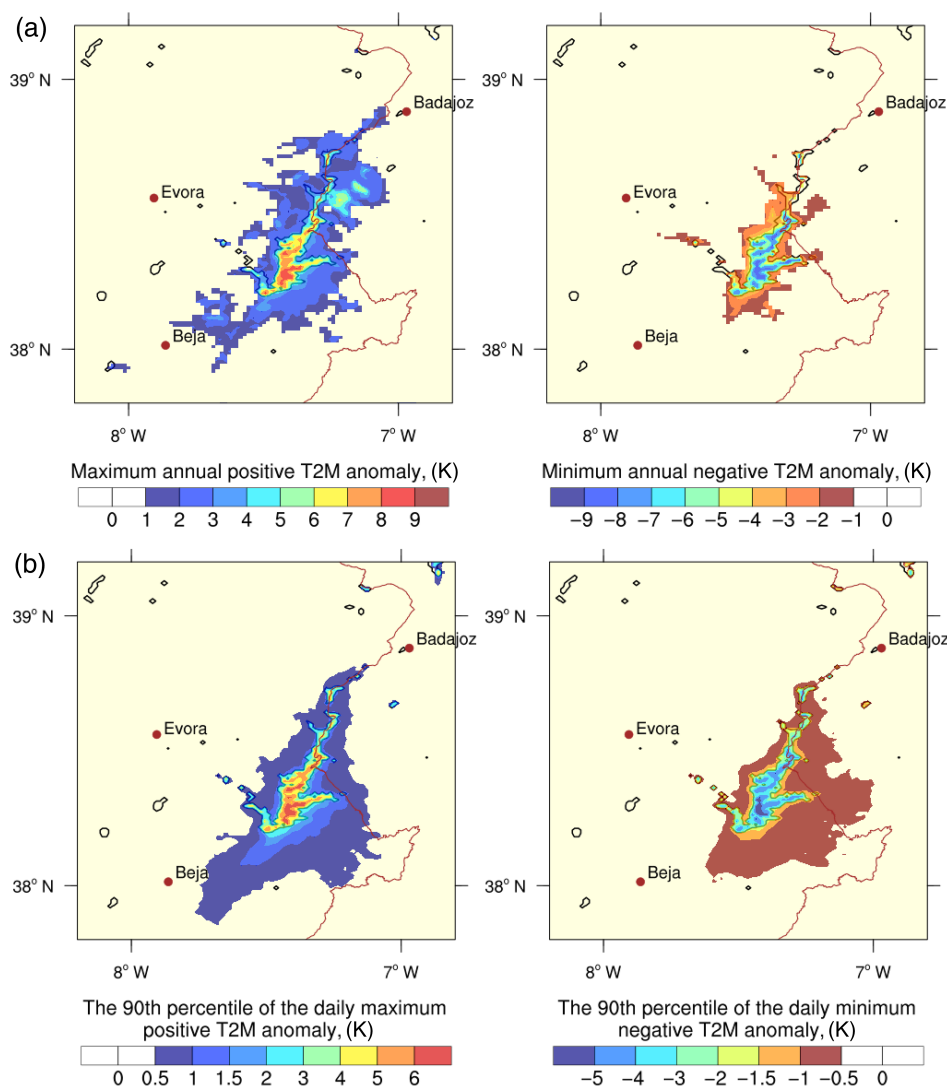 (a)
39° N
Badajoz
Evora
Beja
38° N
8° W
7° W
Maximum annual positive T2M anomaly, (K)
0 1 2 3 4 5 6 7 8 9
39° N
Badajoz
Evora
Beja
38° N
8° W
7° W
Minimum annual negative T2M anomaly, (K)
−9 −8 −7 −6 −5 −4 −3 −2 −1 0
(b)
39° N
Badajoz
Evora
Beja
38° N
8° W
7° W
The 90th percentile of the daily maximum
positive T2M anomaly, (K)
0 0.5 1 1.5 2 3 4 5 6
39° N
Badajoz
Evora
Beja
38° N
8° W
7° W
The 90th percentile of the daily minimum
negative T2M anomaly, (K)
−5 −4 −3 −2 −1.5 −1 −0.5 0